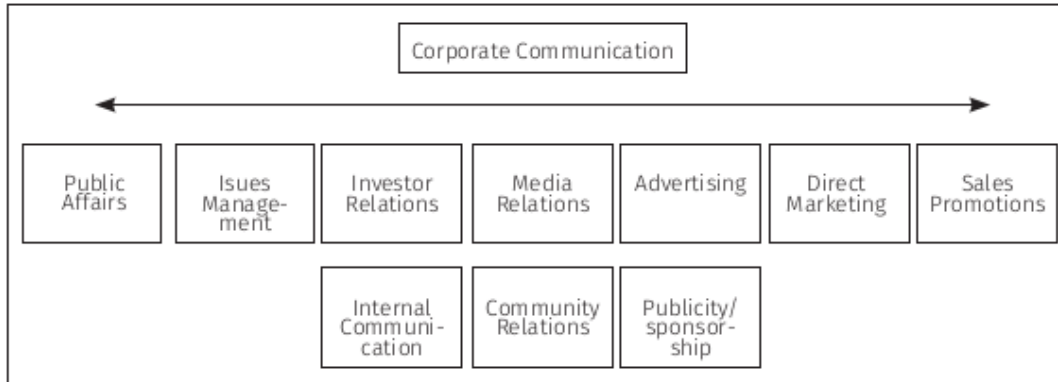 Corporate Communication
Public
Affairs
Isues
Manage-
ment
Investor
Relations
Media
Relations
Advertising
Direct
Marketing
Sales
Promotions
Internal
Communi-
cation
Community
Relations
Publicity/
sponsor-
ship